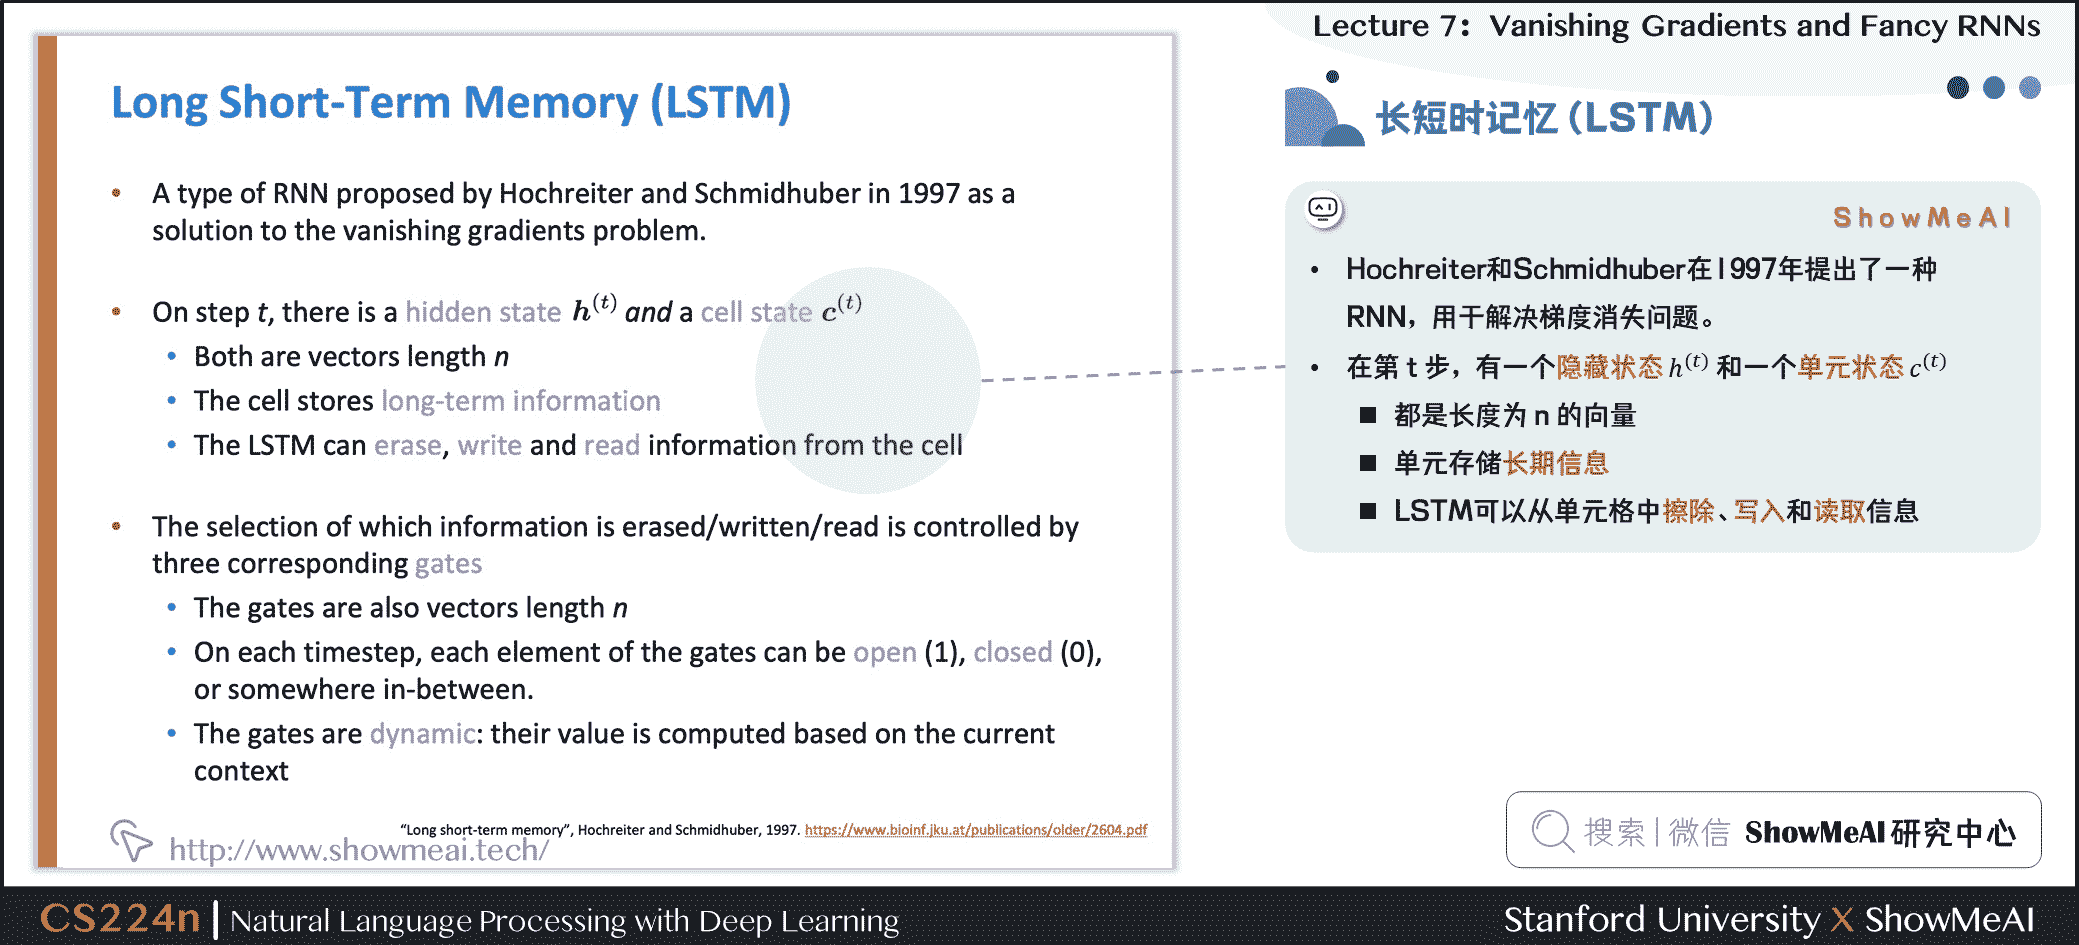 Lecture 7: Vanishing Gradients and Fancy RNNs
Long Short-Term Memory (LSTM)
• A type of RNN proposed by Hochreiter and Schmidhuber in 1997 as a
solution to the vanishing gradients problem.
• On step t, there is a hidden state h^(t) and a cell state c^(t)
• Both are vectors length n
• The cell stores long-term information
• The LSTM can erase, write and read information from the cell
• The selection of which information is erased/written/read is controlled by
three corresponding gates
• The gates are also vectors length n
• On each timestep, each element of the gates can be open (1), closed (0),
or somewhere in-between.
• The gates are dynamic: their value is computed based on the current
context
"Long short-term memory", Hochreiter and Schmidhuber, 1997. https://www.bioinf.jku.at/publications/older/2604.pdf
http://www.showmeai.tech/
长短时记忆(LSTM)
ShowMeAI
• Hochreiter和Schmidhuber在1997年提出了一种
RNN，用于解决梯度消失问题。
• 在第 t 步，有一个隐藏状态 h^(t) 和一个单元状态 c^(t)
■ 都是长度为 n 的向量
■ 单元存储长期信息
■ LSTM可以从单元格中擦除、写入和读取信息
搜索|微信 ShowMeAI 研究中心
CS224n | Natural Language Processing with Deep Learning
Stanford University X ShowMeAI